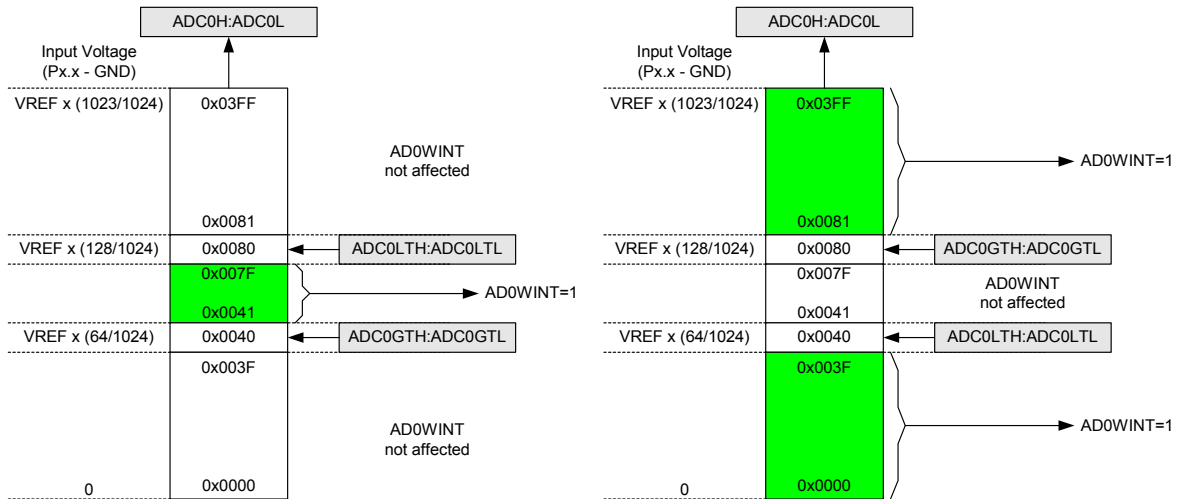 ADC0H:ADC0L
Input Voltage
(Px.x - GND)
VREF x (1023/1024)
0x03FF
AD0WINT
not affected
0x0081
VREF x (128/1024)
0x0080
ADC0LTH:ADC0LTL
0x007F
AD0WINT=1
0x0041
VREF x (64/1024)
0x0040
ADC0GTH:ADC0GTL
0x003F
AD0WINT
not affected
0
0x0000
ADC0H:ADC0L
Input Voltage
(Px.x - GND)
VREF x (1023/1024)
0x03FF
AD0WINT=1
0x0081
VREF x (128/1024)
0x0080
ADC0GTH:ADC0GTL
0x007F
AD0WINT
not affected
0x0041
VREF x (64/1024)
0x0040
ADC0LTH:ADC0LTL
0x003F
AD0WINT=1
0
0x0000